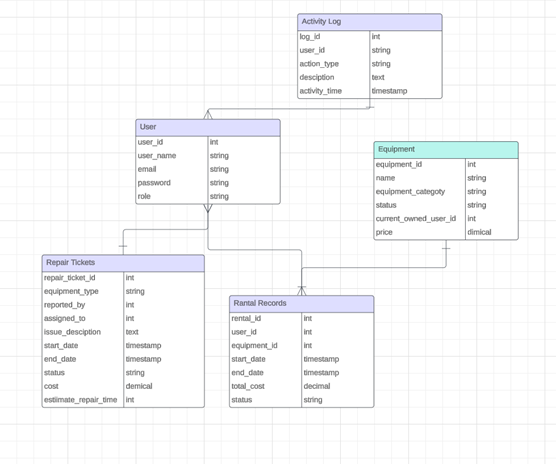 Activity Log
log_id int
user_id string
action_type string
desciption text
activity_time timestamp
User
user_id int
user_name string
email string
password string
role string
Equipment
equipment_id int
name string
equipment_categoty string
status string
current_owned_user_id int
price dimical
Repair Tickets
repair_ticket_id int
equipment_type string
reported_by int
assigned_to int
issue_desciption text
start_date timestamp
end_date timestamp
status string
cost demical
estiimate_repair_time int
Rantal Records
rental_id int
user_id int
equipment_id int
start_date timestamp
end_date timestamp
total_cost decimal
status string